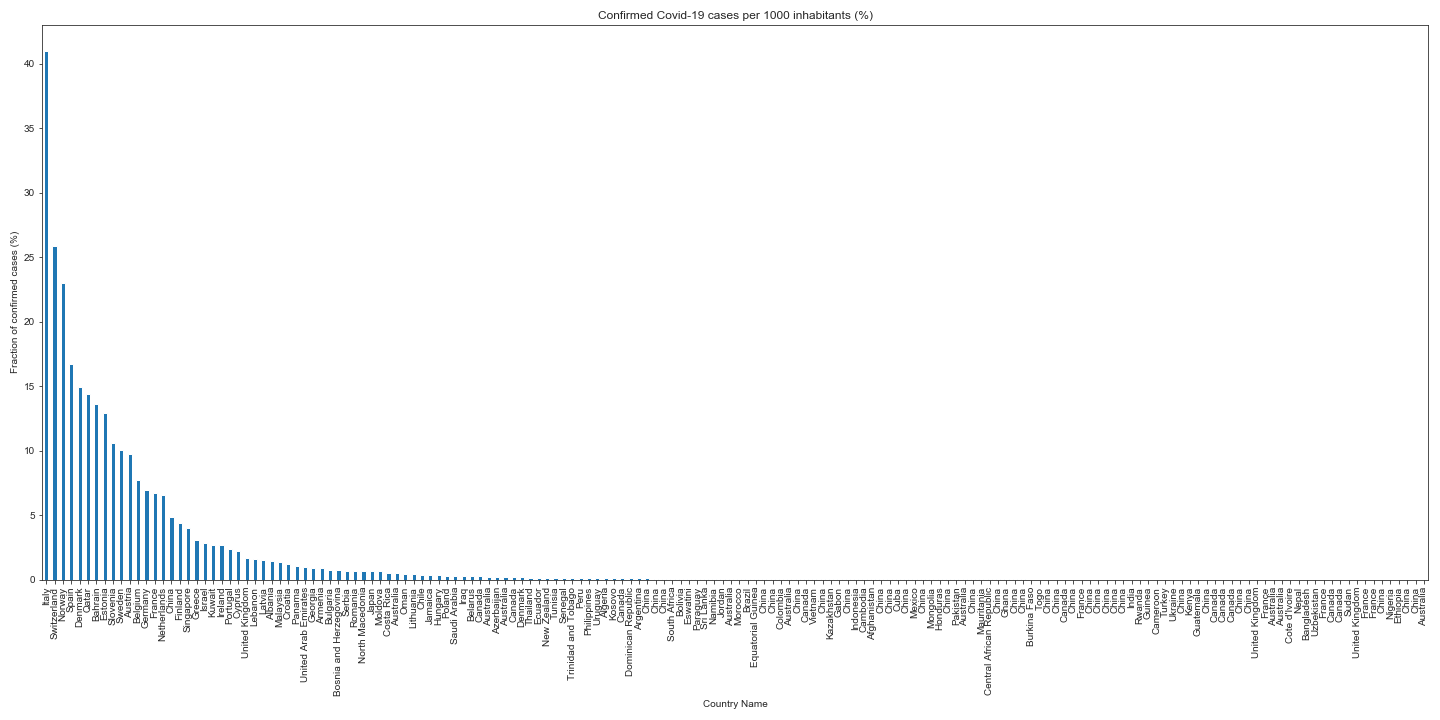 Confirmed Covid-19 cases per 1000 inhabitants (%)
Fraction of confirmed cases (%)
40
35
30
25
20
15
10
5
0
Italy
Switzerland
Norway
Spain
Denmark
Qatar
Bahrain
Estonia
Slovenia
Sweden
Austria
Belgium
Germany
France
Netherlands
China
Finland
Singapore
Greece
Israel
Kuwait
Ireland
Portugal
Cyprus
United Kingdom
Lebanon
Latvia
Albania
Malaysia
Croatia
Panama
United Arab Emirates
Georgia
Armenia
Bulgaria
Bosnia and Herzegovina
Serbia
Romania
North Macedonia
Japan
Moldova
Costa Rica
Australia
Oman
Lithuania
Chile
Jamaica
Hungary
Poland
Saudi Arabia
Iraq
Belarus
Canada
Australia
Azerbaijan
Australia
Canada
Denmark
Thailand
Ecuador
New Zealand
Tunisia
Senegal
Trinidad and Tobago
Peru
Philippines
Uruguay
Algeria
Kosovo
Canada
Dominican Republic
Argentina
China
China
China
South Africa
Bolivia
Eswatini
Paraguay
Sri Lanka
Namibia
Jordan
Australia
Morocco
Brazil
Equatorial Guinea
China
China
Colombia
Australia
China
Canada
Vietnam
China
Kazakhstan
Gabon
China
Indonesia
Cambodia
Afghanistan
China
China
China
Cuba
China
Mexico
China
Mongolia
Honduras
China
Pakistan
Australia
China
Mauritania
Central African Republic
China
Ghana
China
China
Burkina Faso
Togo
China
China
Canada
China
France
China
China
China
China
China
India
Rwanda
Guinea
Cameroon
Turkey
Ukraine
China
Kenya
Guatemala
China
Canada
Canada
Canada
China
China
United Kingdom
France
Australia
Australia
Cote d'Ivoire
Nepal
Bangladesh
Uzbekistan
France
Canada
Canada
Sudan
United Kingdom
France
France
China
Nigeria
Ethiopia
China
China
Australia
Country Name